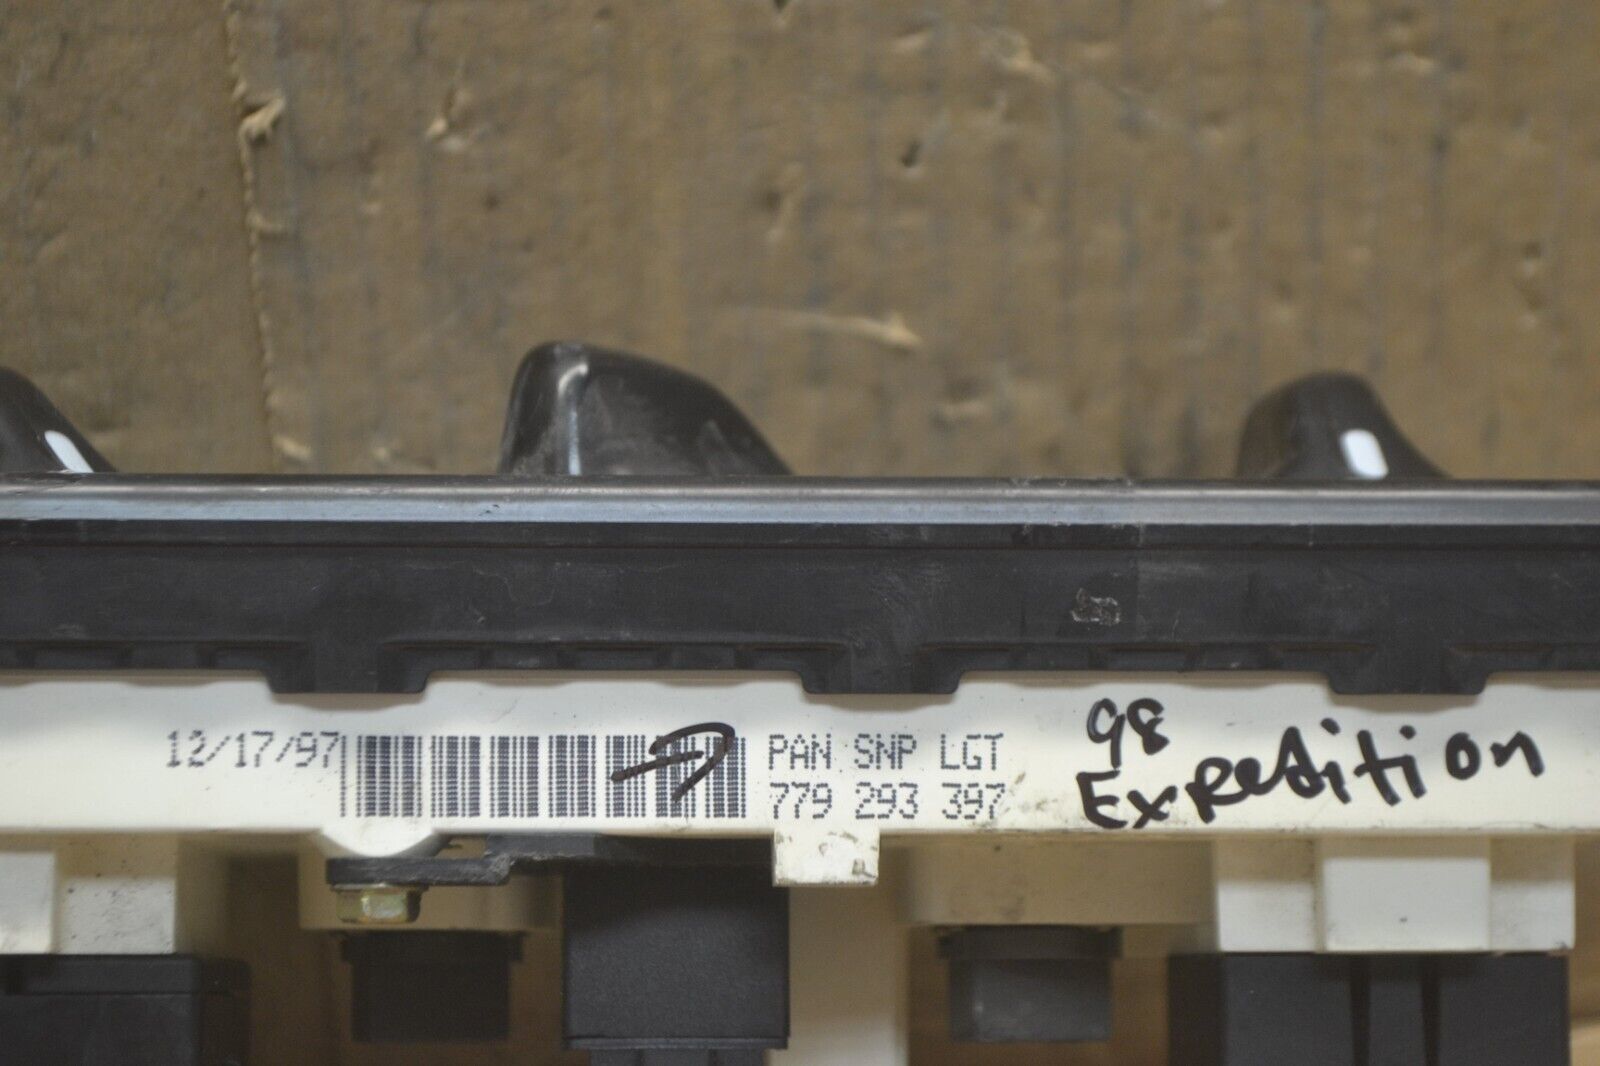 12/17/97
PAN SNP LGT
779 293 397
98
Expedition